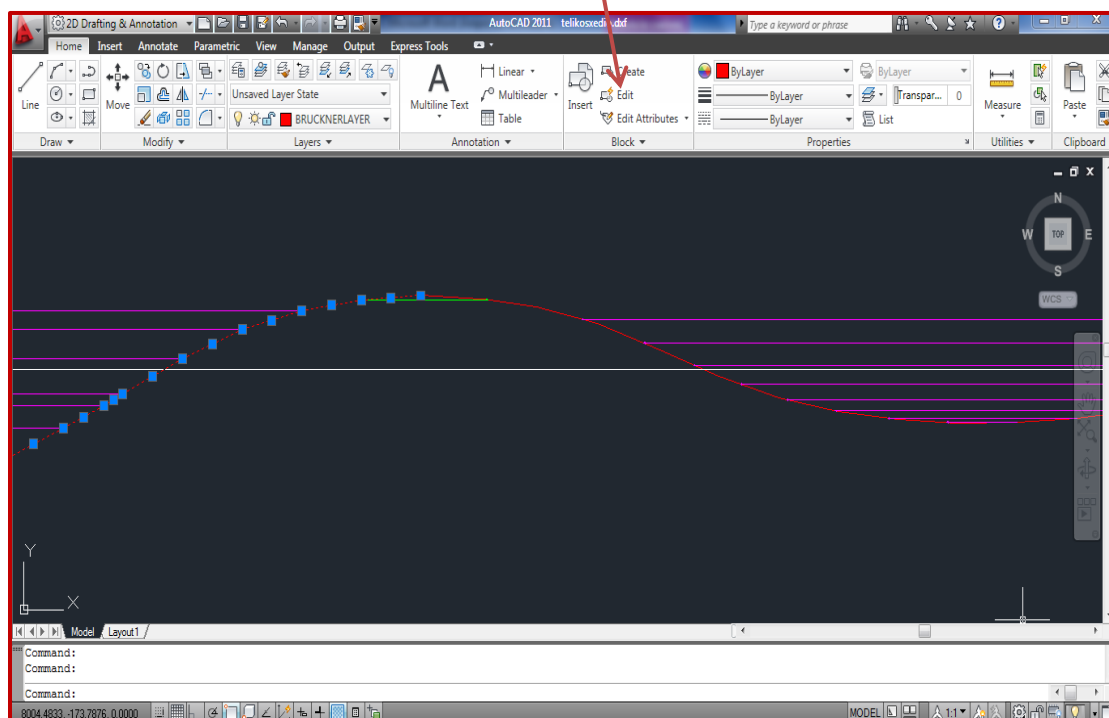 2D Drafting & Annotation AutoCAD 2011 Type a keyword or phrase
Home Insert Annotate Parametric View Manage Output Express Tools
Linear Create ByLayer ByLayer
Line Move Unsaved Layer State Multiline Text Multileader Insert Edit ByLayer Transpar... 0 Measure Paste
BRUCKNERLAYER Table Edit Attributes ByLayer List
Draw Modify Layers Annotation Block Properties Utilities Clipboard
N
W TOP E
S
WCS
Y
X
Model Layout1
Command:
Command:
Command:
8004.4833, -173.7876, 0.0000 MODEL 1:1